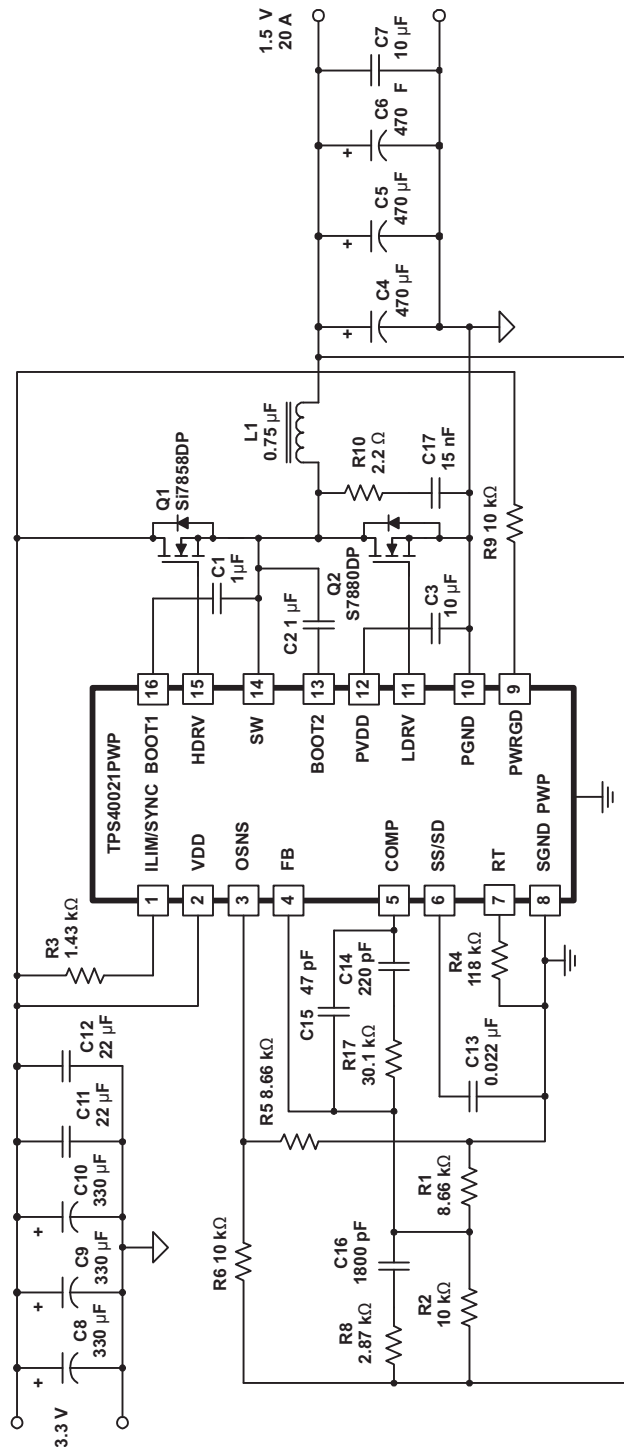 3.3 V
C8
330 µF
+
C9
330 µF
+
C10
330 µF
+
C11
22 µF
C12
22 µF
R3
1.43 kΩ
TPS40021PWP
1
ILIM/SYNC
BOOT1
16
2
VDD
HDRV
15
3
OSNS
SW
14
4
FB
BOOT2
13
PVDD
12
5
COMP
LDRV
11
6
SS/SD
PGND
10
7
RT
PWRGD
9
8
SGND
PWP
R6 10 kΩ
R5 8.66 kΩ
C15
47 pF
R17
30.1 kΩ
C14
220 pF
R8
2.87 kΩ
C16
1800 pF
R2
10 kΩ
R1
8.66 kΩ
C13
0.022 µF
R4
118 kΩ
Q1
Si7858DP
C1
1µF
C2 1 µF
Q2
S7880DP
C3
10 µF
L1
0.75 µF
R10
2.2 Ω
C17
15 nF
R9 10 kΩ
+
C4
470 µF
+
C5
470 µF
+
C6
470 F
C7
10 µF
1.5 V
20 A